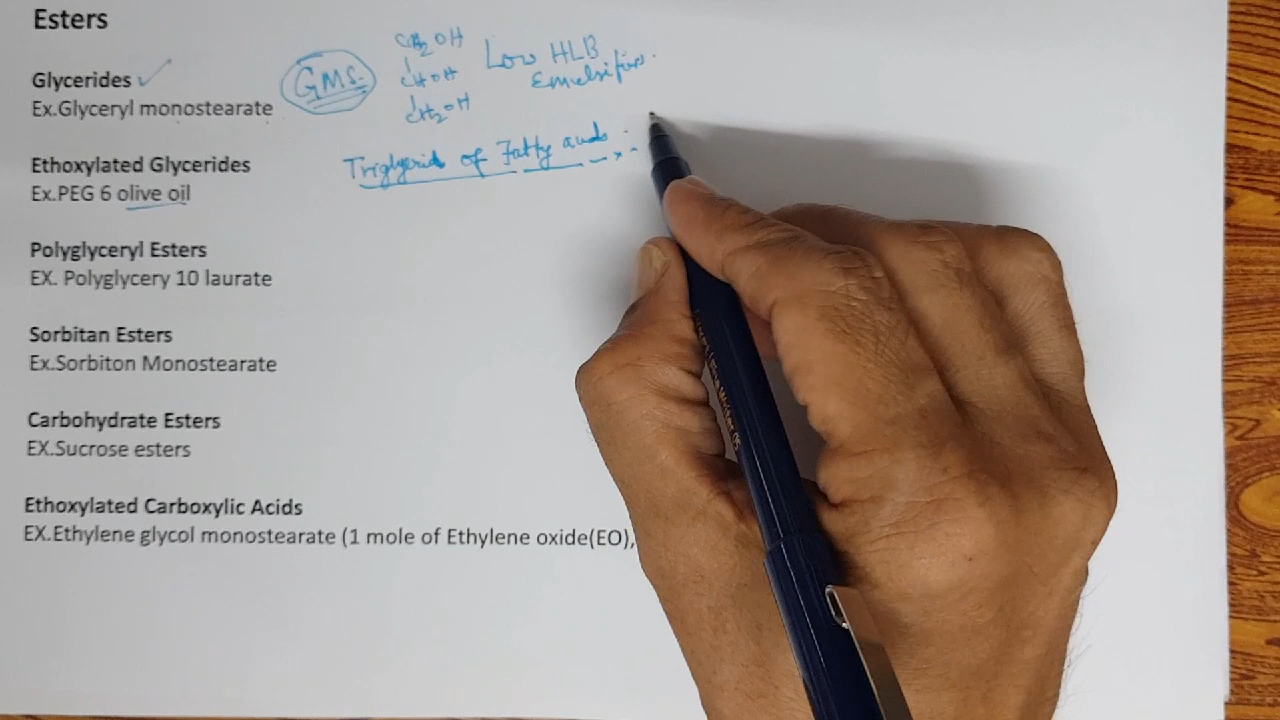 Esters
Glycerides
Ex.Glyceryl monostearate
GMS.
CH2OH
CHOH
CH2OH
Low HLB
Emulsifiers.
Ethoxylated Glycerides
Ex.PEG 6 olive oil
of Fatty acids
Polyglyceryl Esters
EX. Polyglycery 10 laurate
Sorbitan Esters
Ex.Sorbiton Monostearate
Carbohydrate Esters
EX.Sucrose esters
Ethoxylated Carboxylic Acids
EX.Ethylene glycol monostearate (1 mole of Ethylene oxide(EO),